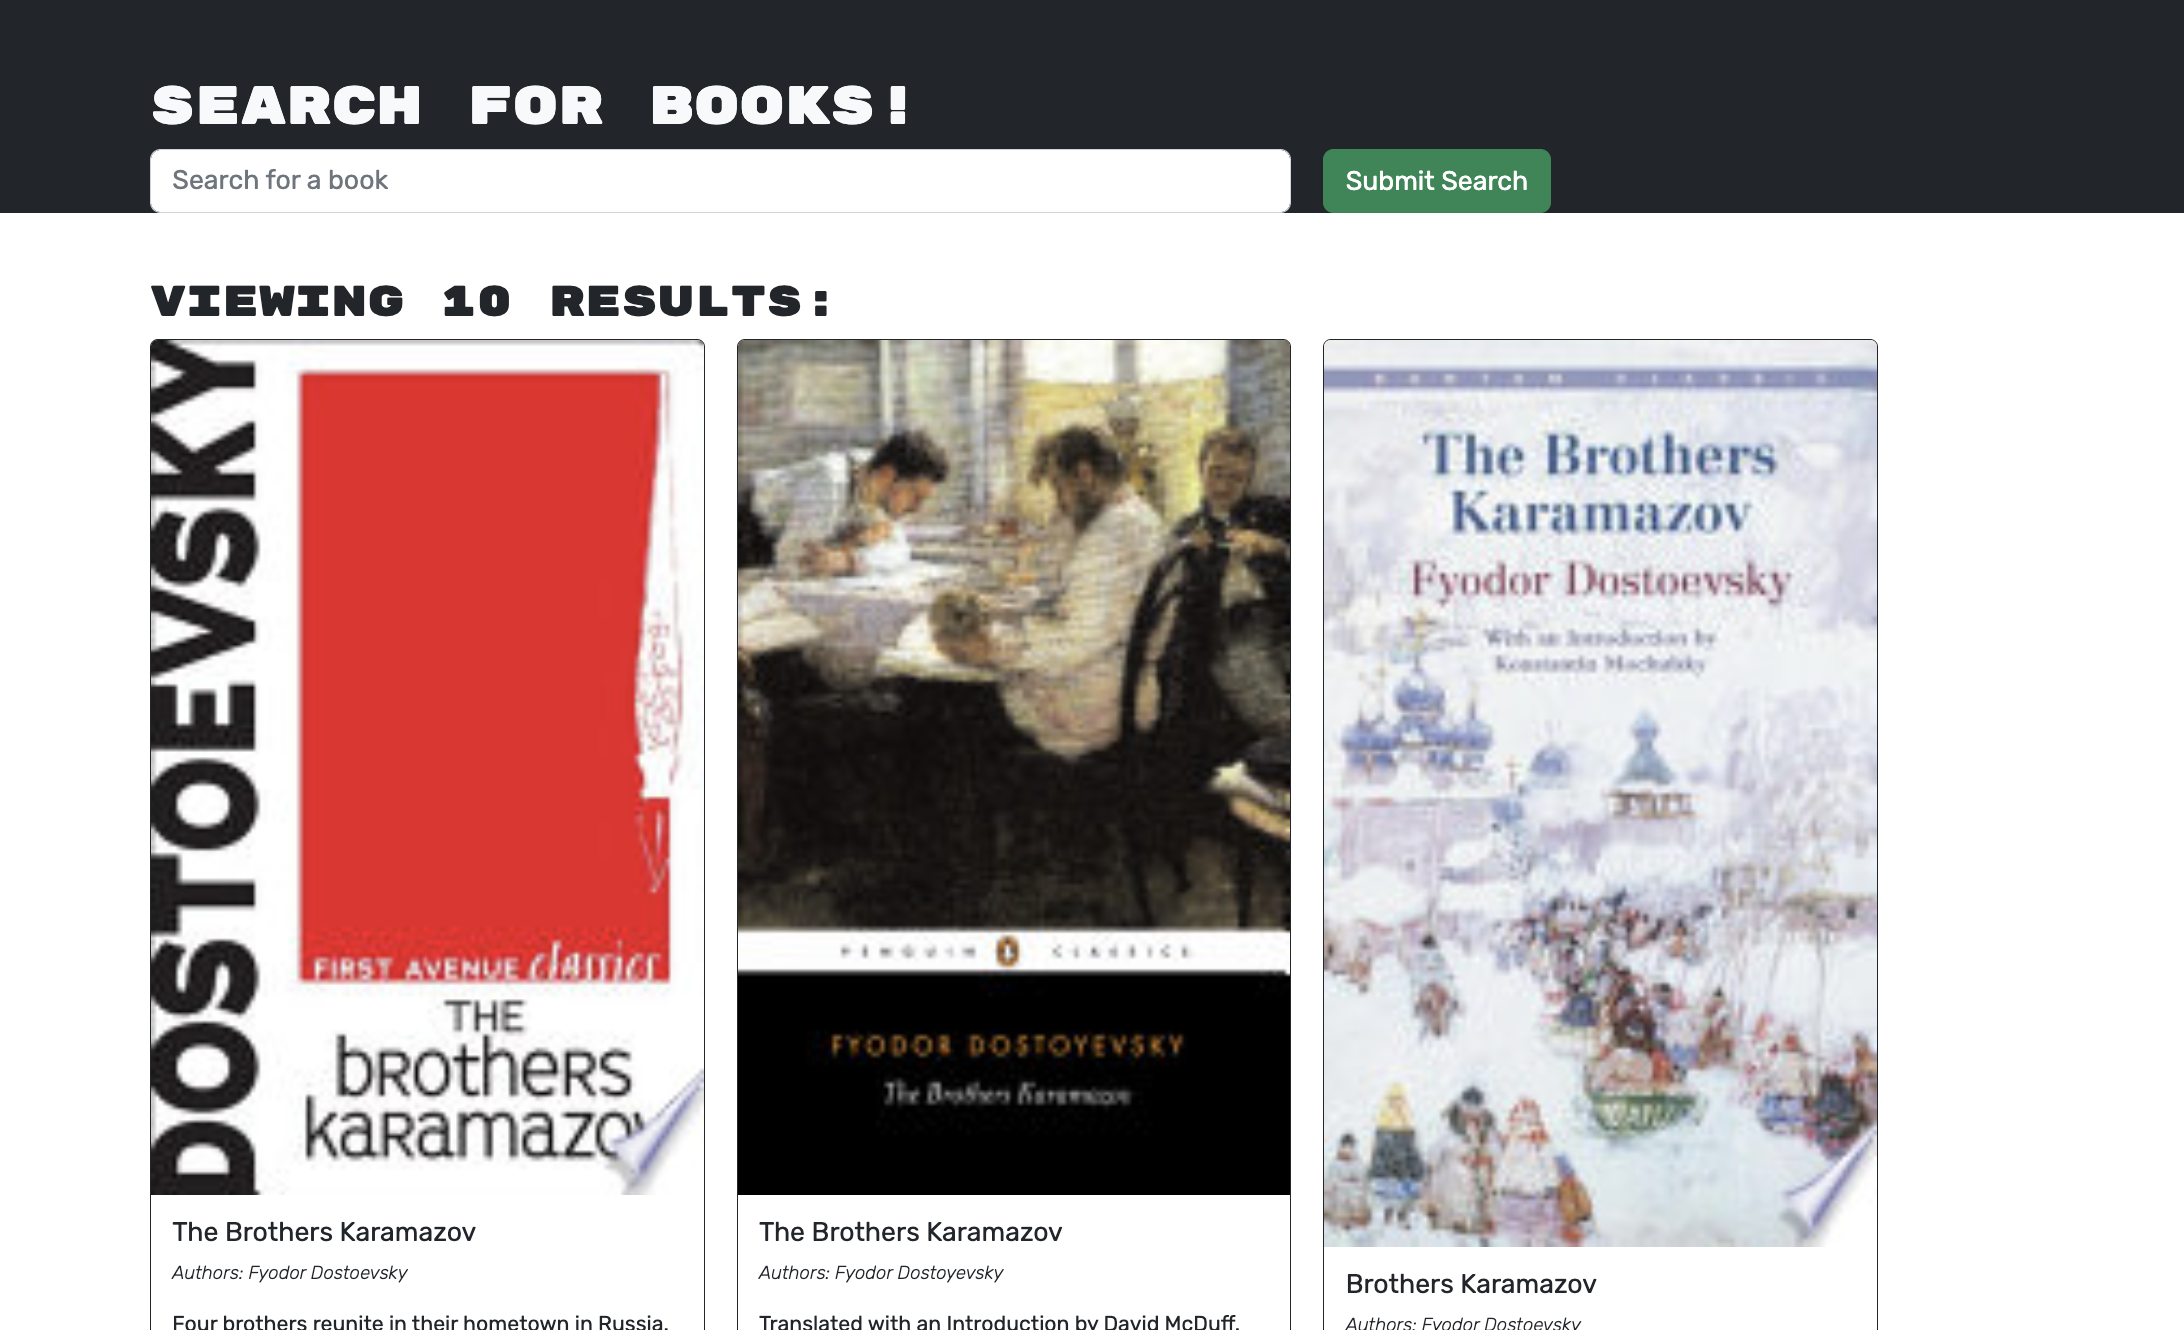 SEARCH FOR BOOKS!
Search for a book
Submit Search
VIEWING 10 RESULTS:
DOSTOEVSKY
FIRST AVENUE classics
THE
bRotheRS
kaRamazov
The Brothers Karamazov
Authors: Fyodor Dostoevsky
Four brothers reunite in their hometown in Russia.
PENGUIN CLASSICS
FYODOR DOSTOYEVSKY
The Brothers Karamazov
The Brothers Karamazov
Authors: Fyodor Dostoyevsky
Translated with an Introduction by David McDuff.
BANTAM CLASSIC
The Brothers
Karamazov
Fyodor Dostoevsky
With an Introduction by
Konstantin Mochulsky
Brothers Karamazov
Authors: Fyodor Dostoevsky